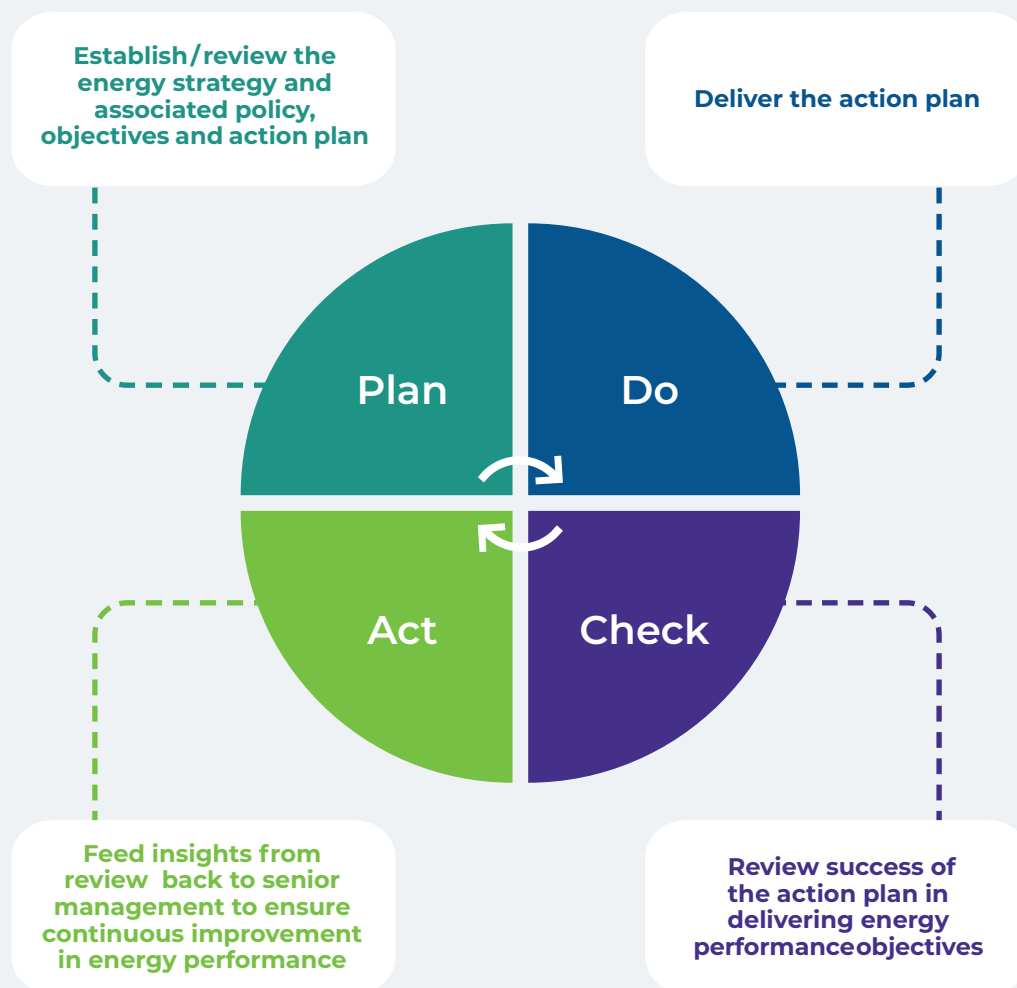 Establish/review the
energy strategy and
associated policy,
objectives and action plan
Deliver the action plan
Plan
Do
Act
Check
Feed insights from
review back to senior
management to ensure
continuous improvement
in energy performance
Review success of
the action plan in
delivering energy
performanceobjectives